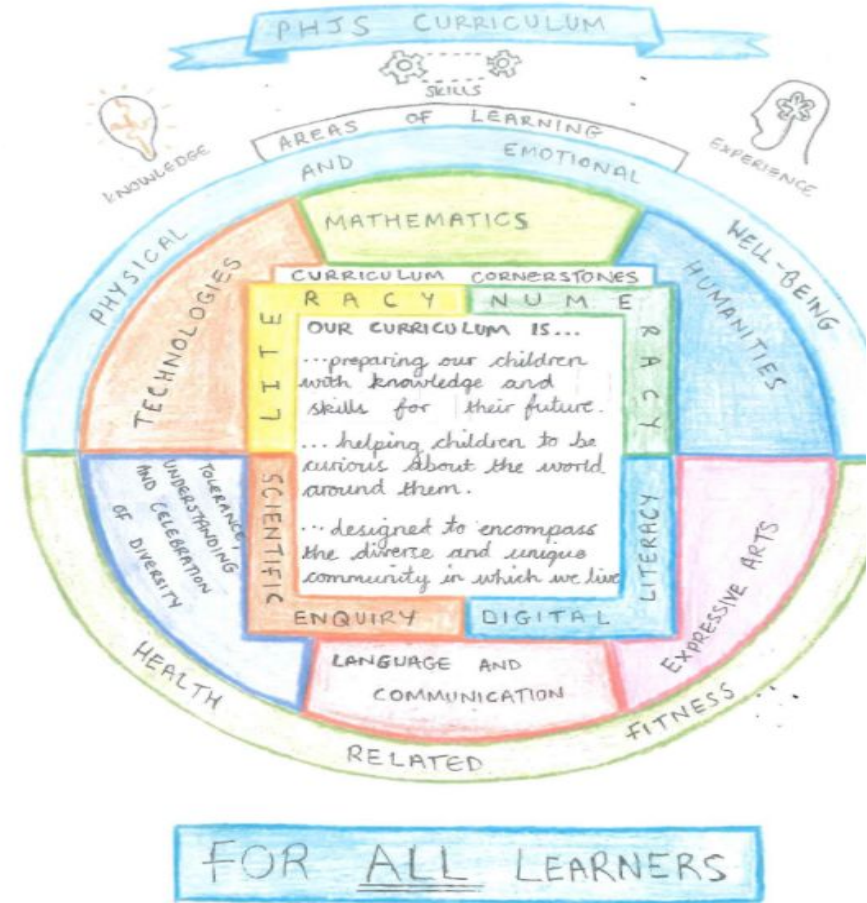 PHJS CURRICULUM
SKILLS
KNOWLEDGE
AREAS OF LEARNING
EXPERIENCE
PHYSICAL AND EMOTIONAL WELL-BEING
MATHEMATICS
TECHNOLOGIES
HUMANITIES
CURRICULUM CORNERSTONES
LITERACY
NUMERACY
OUR CURRICULUM IS...
...preparing our children
with knowledge and
skills for their future.
...helping children to be
curious about the world
around them.
...designed to encompass
the diverse and unique
community in which we live
SCIENTIFIC
ENQUIRY
DIGITAL
LITERACY
TOLERANCE,
UNDERSTANDING
AND CELEBRATION
OF DIVERSITY
EXPRESSIVE ARTS
LANGUAGE AND
COMMUNICATION
HEALTH RELATED FITNESS
FOR ALL LEARNERS